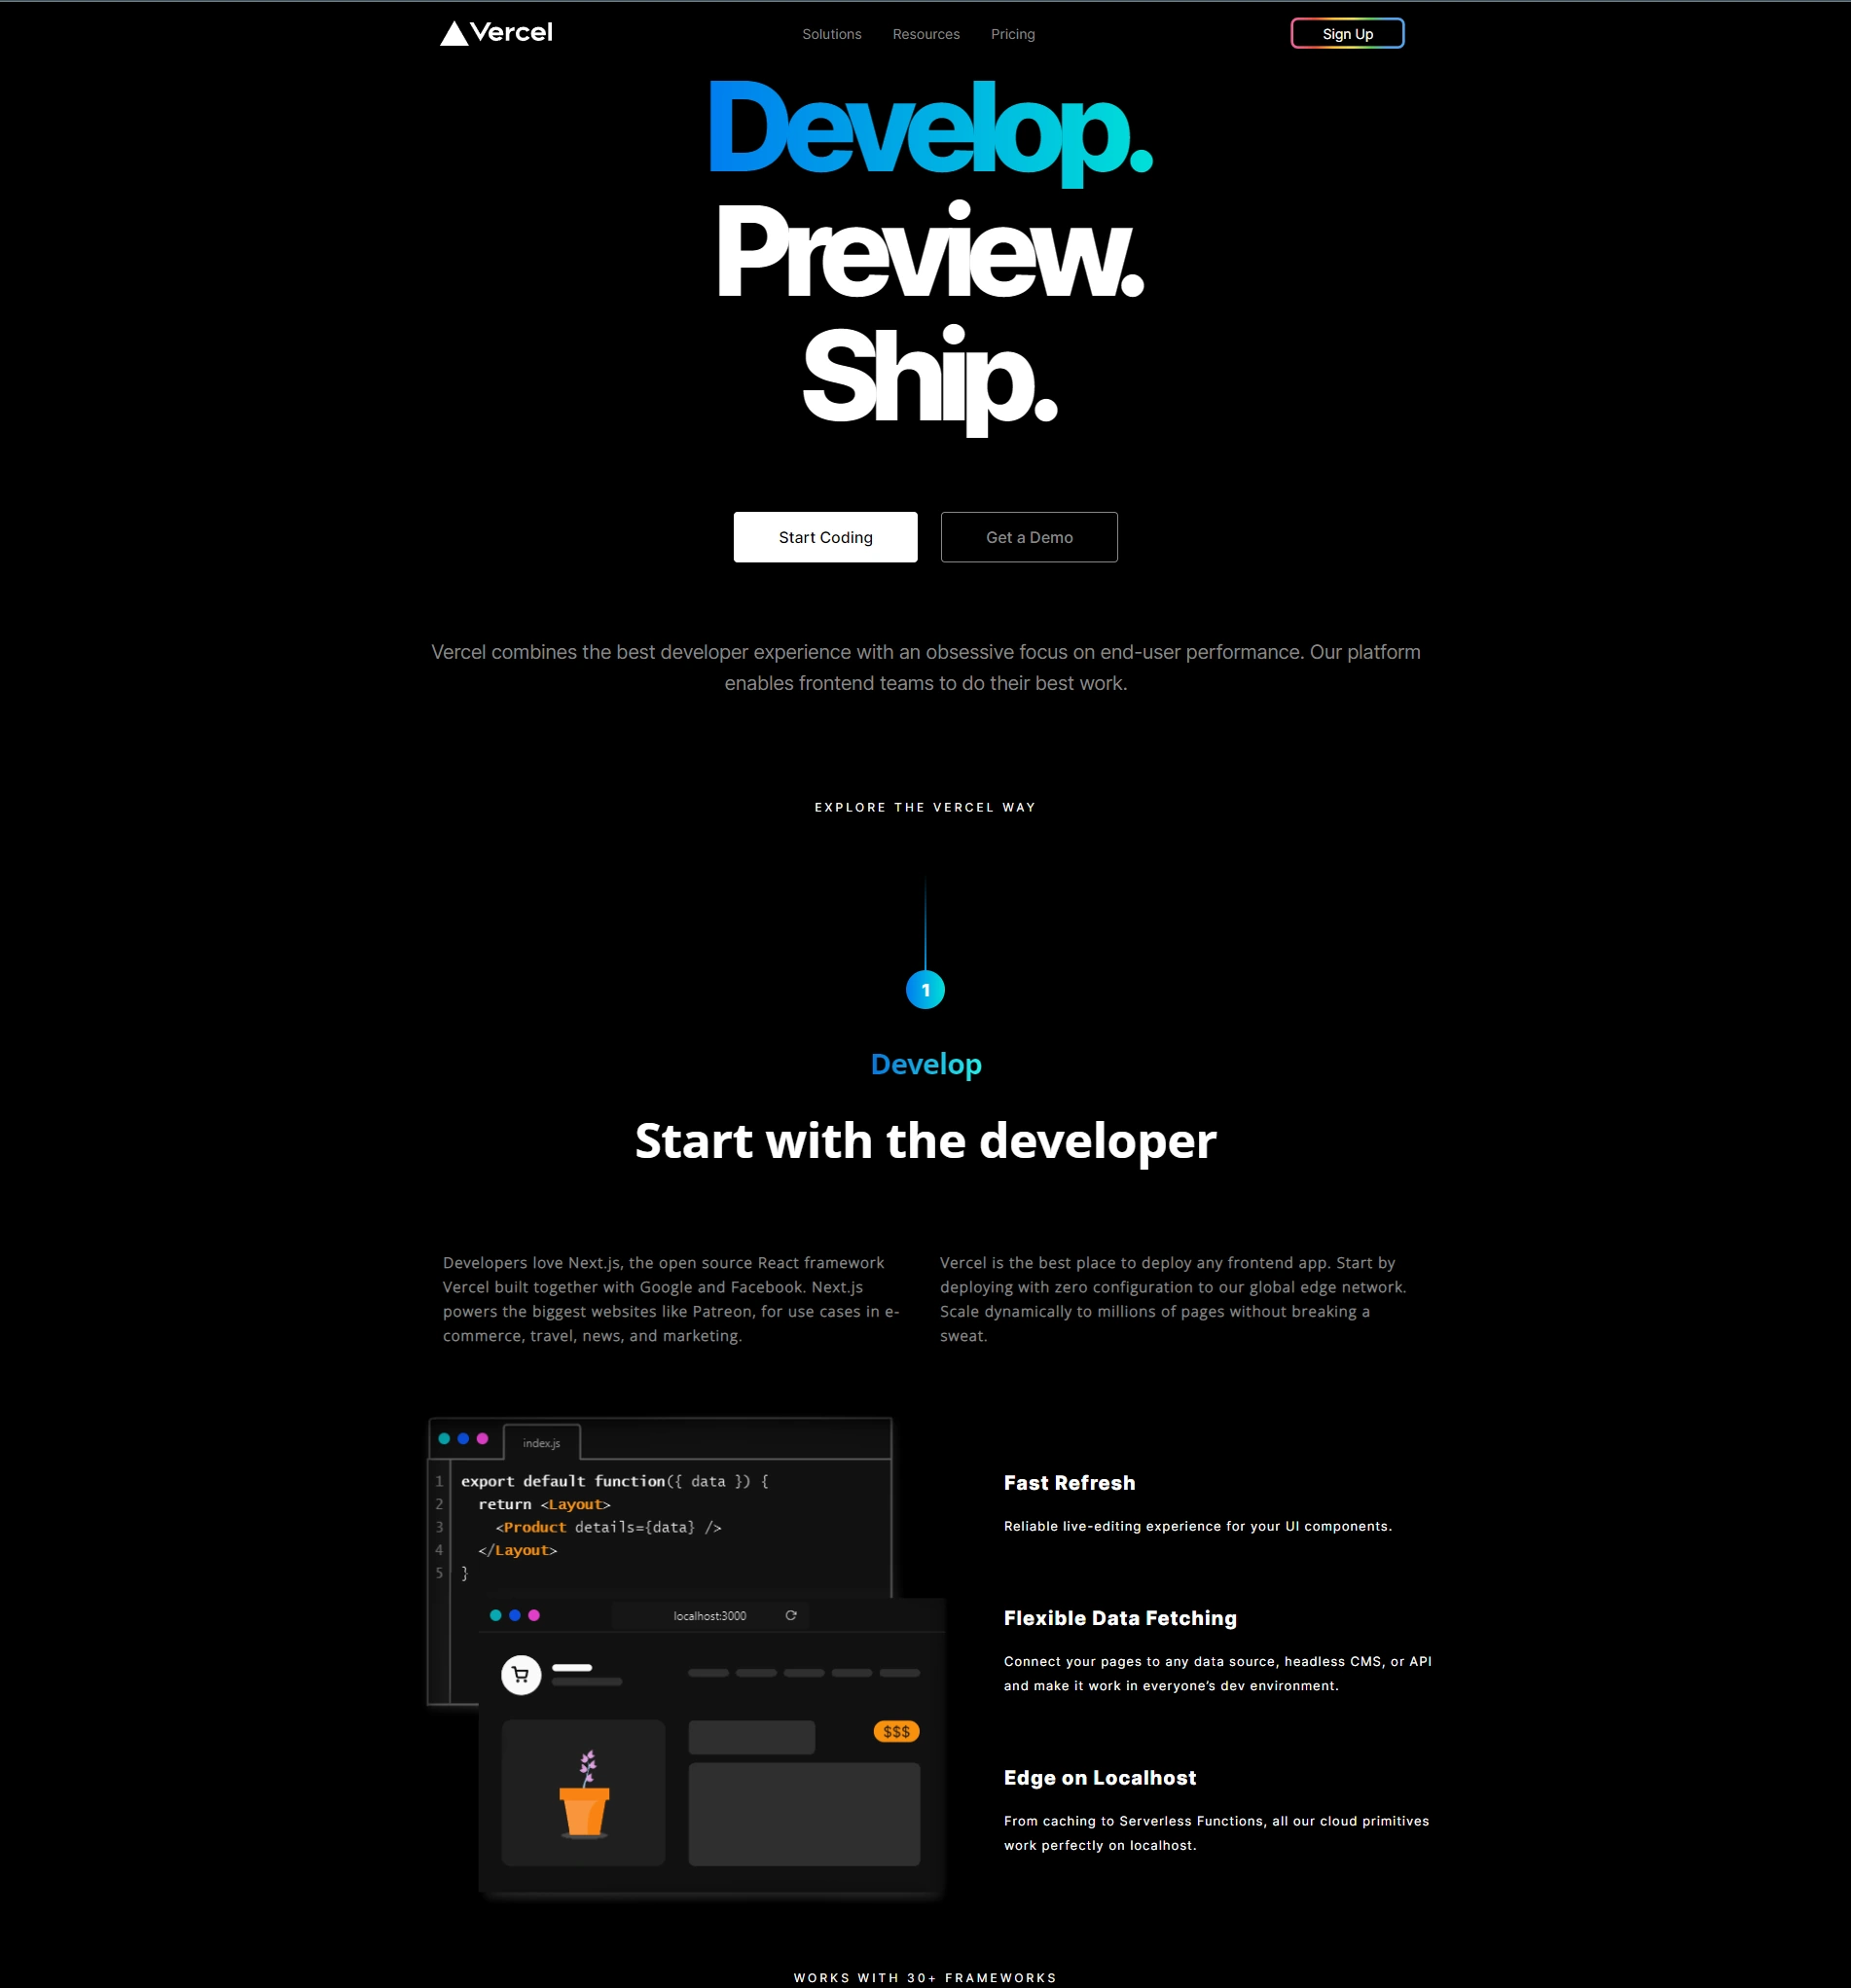 Vercel
Solutions Resources Pricing
Sign Up
Develop.
Preview.
Ship.
Start Coding
Get a Demo
Vercel combines the best developer experience with an obsessive focus on end-user performance. Our platform
enables frontend teams to do their best work.
EXPLORE THE VERCEL WAY
1
Develop
Start with the developer
Developers love Next.js, the open source React framework
Vercel built together with Google and Facebook. Next.js
powers the biggest websites like Patreon, for use cases in e-
commerce, travel, news, and marketing.
Vercel is the best place to deploy any frontend app. Start by
deploying with zero configuration to our global edge network.
Scale dynamically to millions of pages without breaking a
sweat.
index.js
1 export default function({ data }) {
2 return <Layout>
3 <Product details={data} />
4 </Layout>
5 }
localhost:3000
$$$
Fast Refresh
Reliable live-editing experience for your UI components.
Flexible Data Fetching
Connect your pages to any data source, headless CMS, or API
and make it work in everyone’s dev environment.
Edge on Localhost
From caching to Serverless Functions, all our cloud primitives
work perfectly on localhost.
WORKS WITH 30+ FRAMEWORKS